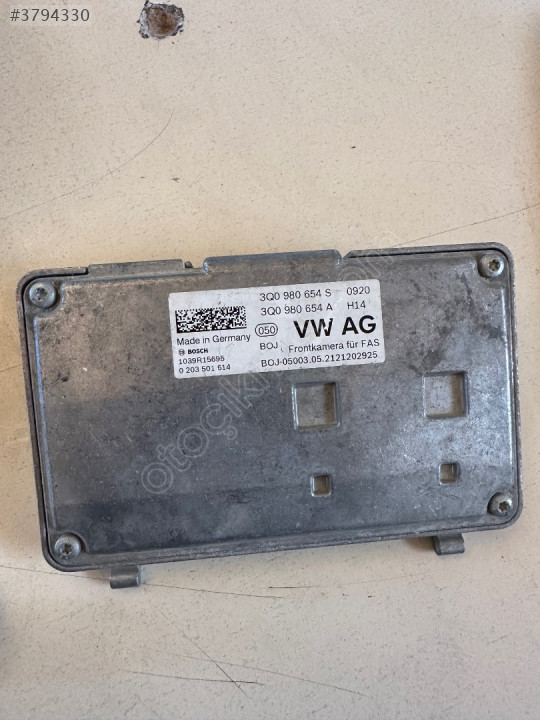 #3794330
3Q0 980 654 S 0920
3Q0 980 654 A H14
Made in Germany 050 VW AG
BOSCH BOJ Frontkamera für FAS
1039R15695
0 203 501 614 BOJ-05003.05.2121202925
otoçık